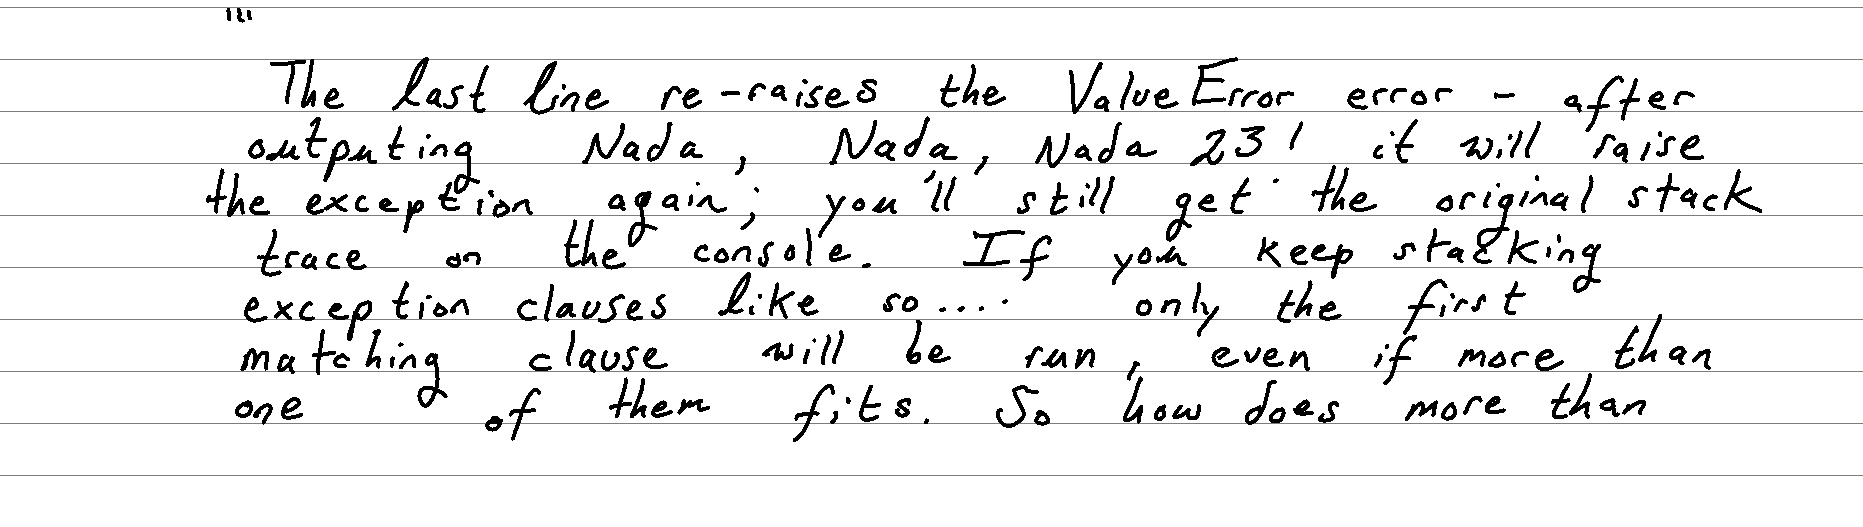 The last line re-raises the ValueError error - after
outputing Nada, Nada, Nada 23! it will raise
the exception again; you'll still get the original stack
trace on the console. If you keep stacking
exception clauses like so.... only the first
matching clause will be run, even if more than
one of them fits. So how does more than